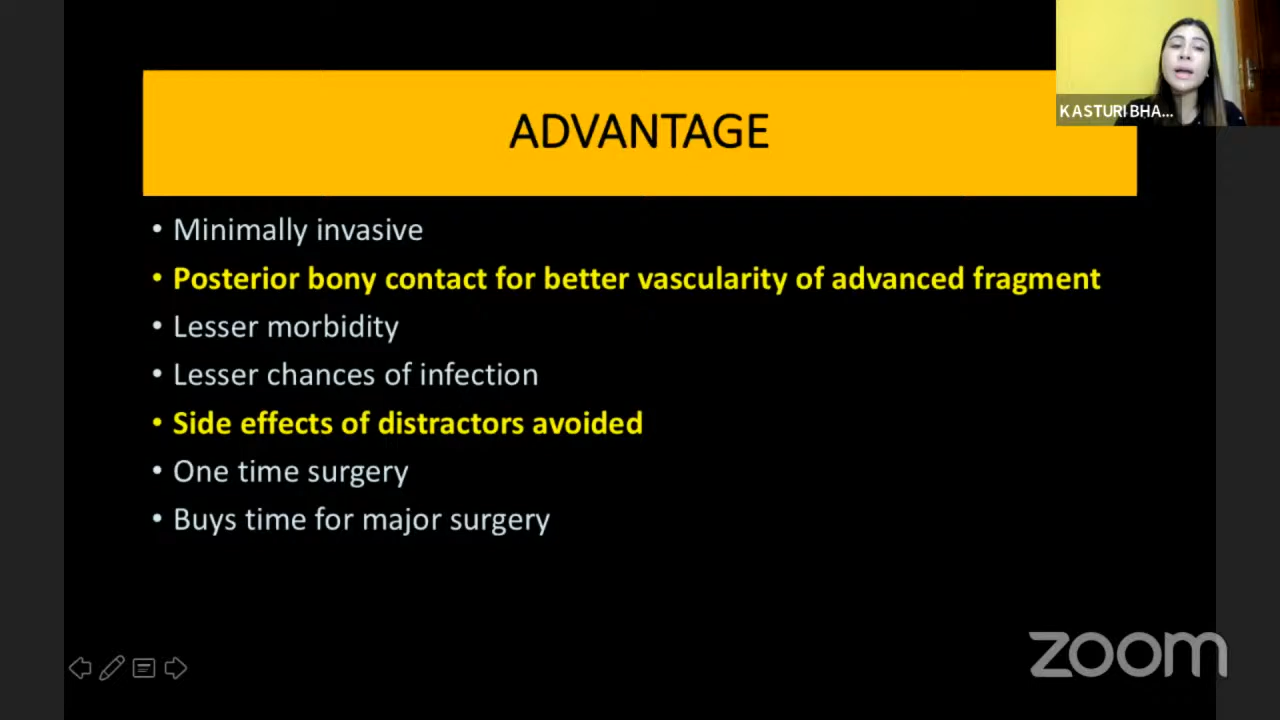 ADVANTAGE
KASTURI BHA...
• Minimally invasive
• Posterior bony contact for better vascularity of advanced fragment
• Lesser morbidity
• Lesser chances of infection
• Side effects of distractors avoided
• One time surgery
• Buys time for major surgery
zoom